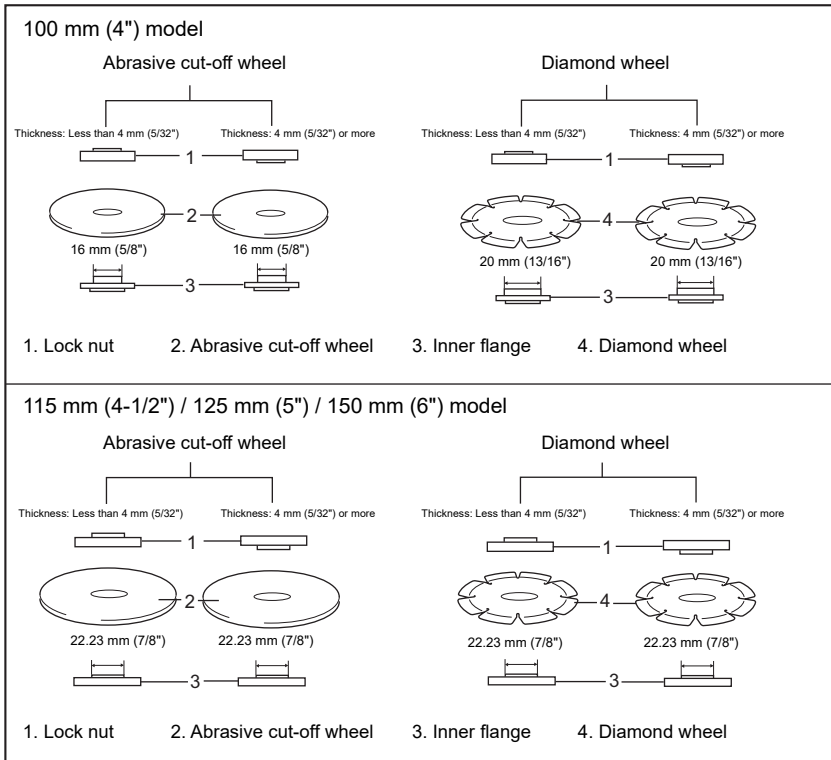 100 mm (4") model
Abrasive cut-off wheel
Diamond wheel
Thickness: Less than 4 mm (5/32")
Thickness: 4 mm (5/32") or more
Thickness: Less than 4 mm (5/32")
Thickness: 4 mm (5/32") or more
1
1
2
4
16 mm (5/8")
16 mm (5/8")
20 mm (13/16")
20 mm (13/16")
3
3
1. Lock nut
2. Abrasive cut-off wheel
3. Inner flange
4. Diamond wheel
115 mm (4-1/2") / 125 mm (5") / 150 mm (6") model
Abrasive cut-off wheel
Diamond wheel
Thickness: Less than 4 mm (5/32")
Thickness: 4 mm (5/32") or more
Thickness: Less than 4 mm (5/32")
Thickness: 4 mm (5/32") or more
1
1
2
4
22.23 mm (7/8")
22.23 mm (7/8")
22.23 mm (7/8")
22.23 mm (7/8")
3
3
1. Lock nut
2. Abrasive cut-off wheel
3. Inner flange
4. Diamond wheel